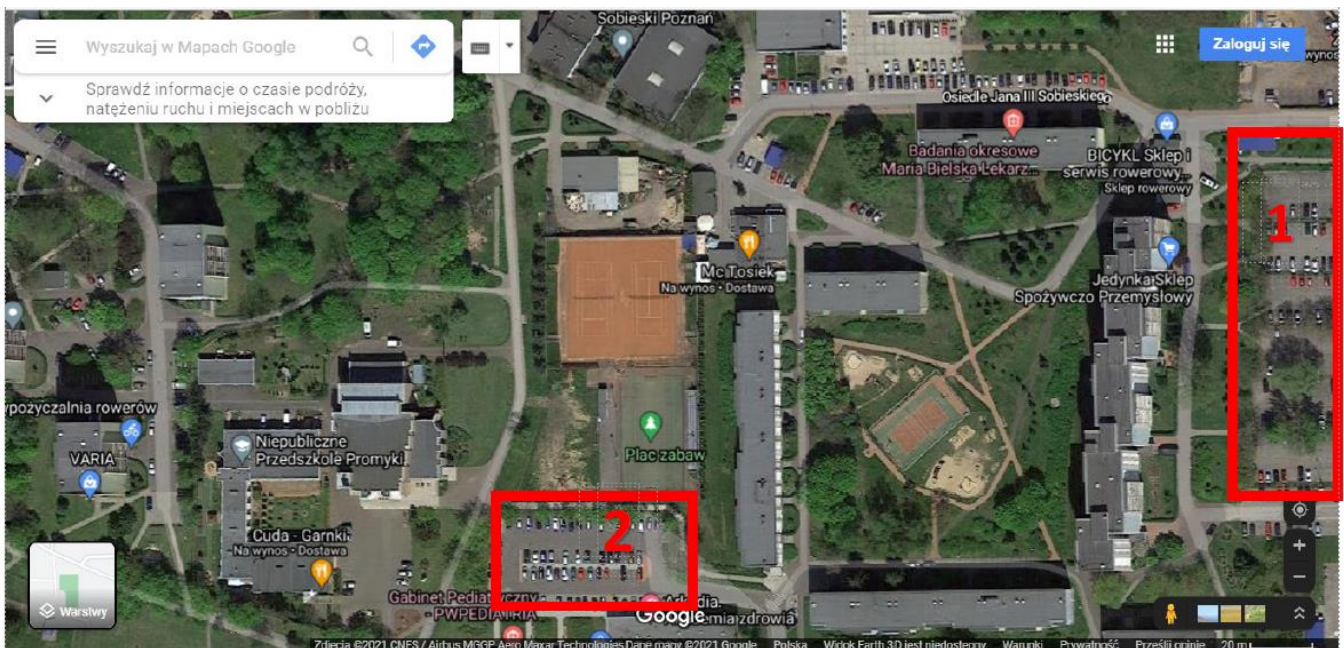 Sobieski Poznań
Wyszukaj w Mapach Google
Zaloguj się
Sprawdź informacje o czasie podróży,
natężeniu ruchu i miejscach w pobliżu
Osiedle Jana III Sobieskiego
Badania okresowe
Maria Bielska Lekarz...
BICYKL Sklep i
serwis rowerowy...
Sklep rowerowy
1
Mc Tosiek
Na wynos • Dostawa
Jedynka Sklep
Spożywczo Przemysłowy
pożyczalnia rowerów
VARIA
Niepubliczne
Przedszkole Promyki
Plac zabaw
2
Cuda - Garnki
Na wynos • Dostawa
Warstwy
Gabinet Pediatryczny
- PWPEDIATRIA
Google
Zdjęcia ©2021 CNES / Airbus MGGP Aero Maxar Technologies Dane mapy ©2021 Google Polska Widok Earth 3D jest niedostępny Warunki Prywatność Prześlij opinię 20 m